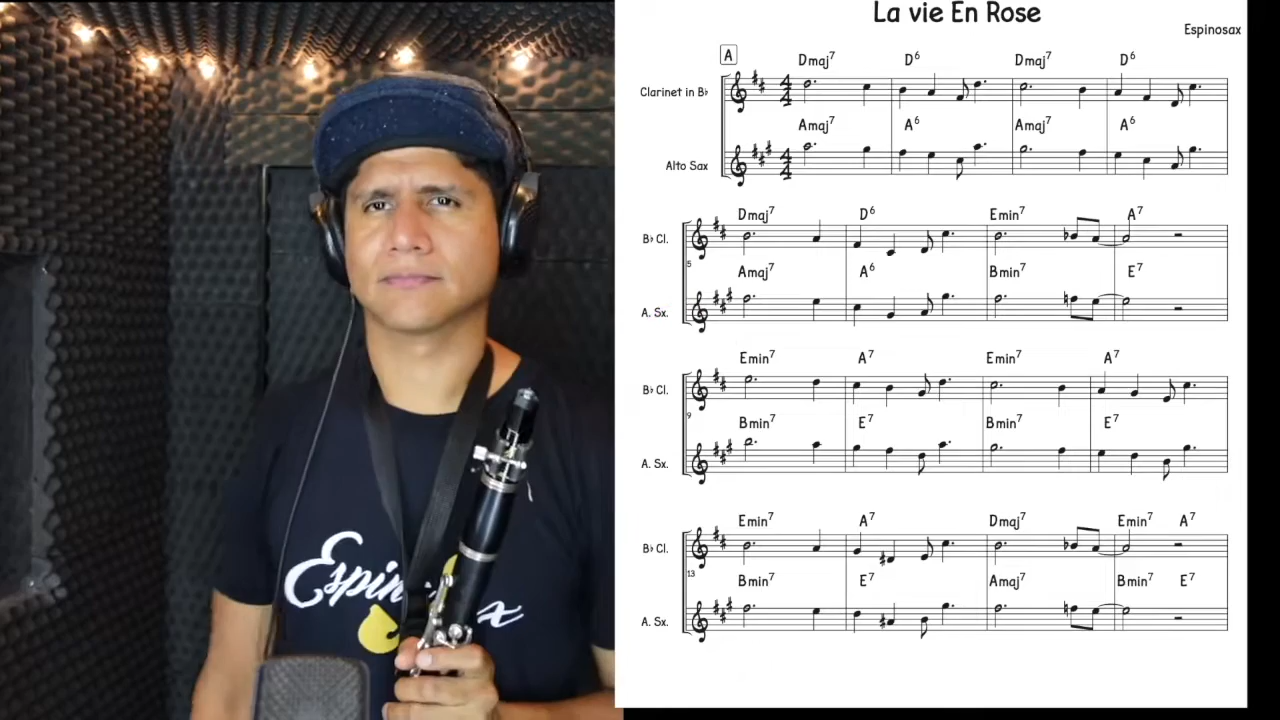 La vie En Rose
Espinosax
A
Dmaj7 D6 Dmaj7 D6
Clarinet in B♭
Amaj7 A6 Amaj7 A6
Alto Sax
Dmaj7 D6 Emin7 A7
B♭ Cl.
5
Amaj7 A6 Bmin7 E7
A. Sx.
Emin7 A7 Emin7 A7
B♭ Cl.
9
Bmin7 E7 Bmin7 E7
A. Sx.
Emin7 A7 Dmaj7 Emin7 A7
B♭ Cl.
13
Bmin7 E7 Amaj7 Bmin7 E7
A. Sx.